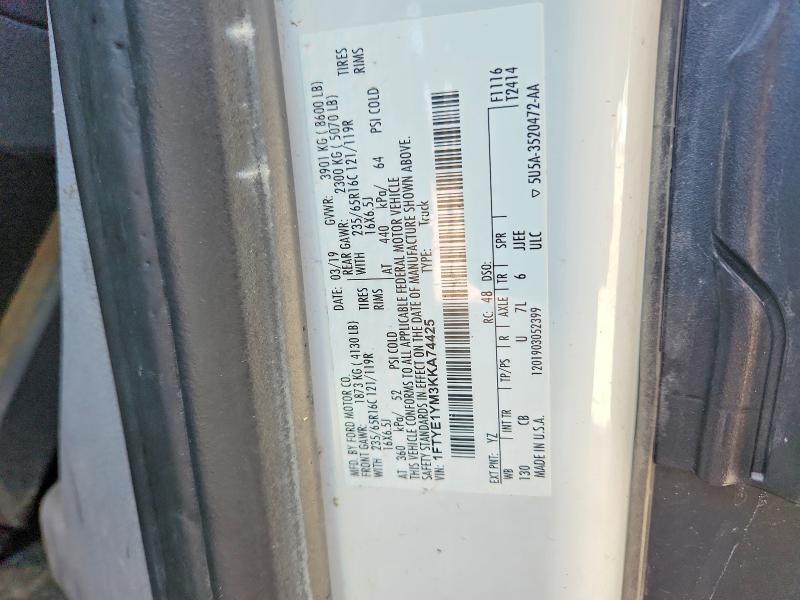 MFD. BY FORD MOTOR CO.
DATE: 03/19 GVWR: 3901 KG ( 8600 LB)
FRONT GAWR: 1873 KG ( 4130 LB) REAR GAWR: 2300 KG ( 5070 LB)
WITH 235/65R16C 121/119R TIRES WITH 235/65R16C 121/119R TIRES
16X6.5J RIMS 16X6.5J RIMS
AT 360 kPa/ 52 PSI COLD AT 440 kPa/ 64 PSI COLD
THIS VEHICLE CONFORMS TO ALL APPLICABLE FEDERAL MOTOR VEHICLE
SAFETY STANDARDS IN EFFECT ON THE DATE OF MANUFACTURE SHOWN ABOVE.
VIN: 1FTYE1YM3KKA74425 TYPE: Truck
EXT PNT: YZ RC: 48 DSO: F1116
T2414
WB INT TR TP/PS R AXLE TR SPR
130 CB U 7L 6 JJEE
ULC
MADE IN U.S.A. 1201903052399
▽ 5U5A-3520472-AA